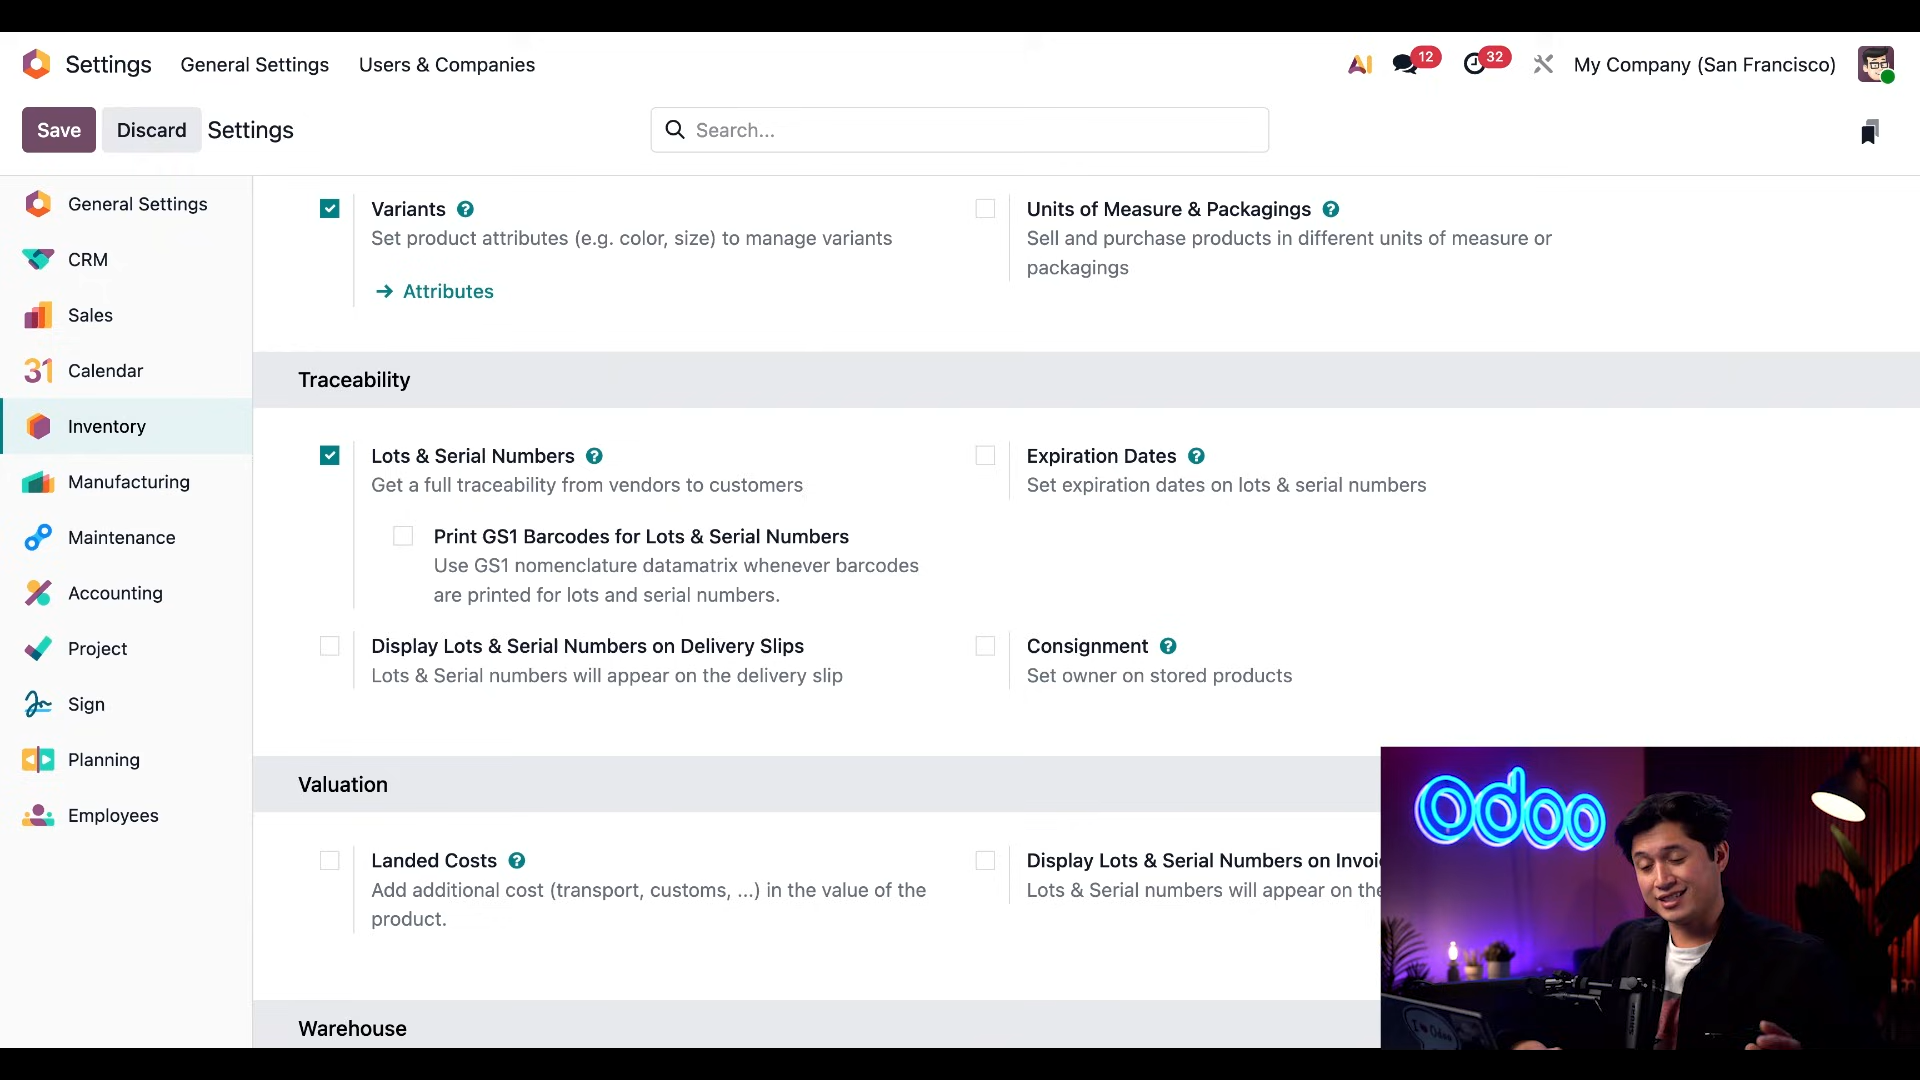 Settings
General Settings
Users & Companies
AI
12
32
My Company (San Francisco)
Save
Discard
Settings
Search...
General Settings
CRM
Sales
31
Calendar
Inventory
Manufacturing
Maintenance
Accounting
Project
Sign
Planning
Employees
Variants
Set product attributes (e.g. color, size) to manage variants
Attributes
Units of Measure & Packagings
Sell and purchase products in different units of measure or
packagings
Traceability
Lots & Serial Numbers
Get a full traceability from vendors to customers
Print GS1 Barcodes for Lots & Serial Numbers
Use GS1 nomenclature datamatrix whenever barcodes
are printed for lots and serial numbers.
Expiration Dates
Set expiration dates on lots & serial numbers
Display Lots & Serial Numbers on Delivery Slips
Lots & Serial numbers will appear on the delivery slip
Consignment
Set owner on stored products
Valuation
Landed Costs
Add additional cost (transport, customs, ...) in the value of the
product.
Display Lots & Serial Numbers on
Lots & Serial numbers will appear on the
Warehouse
odoo